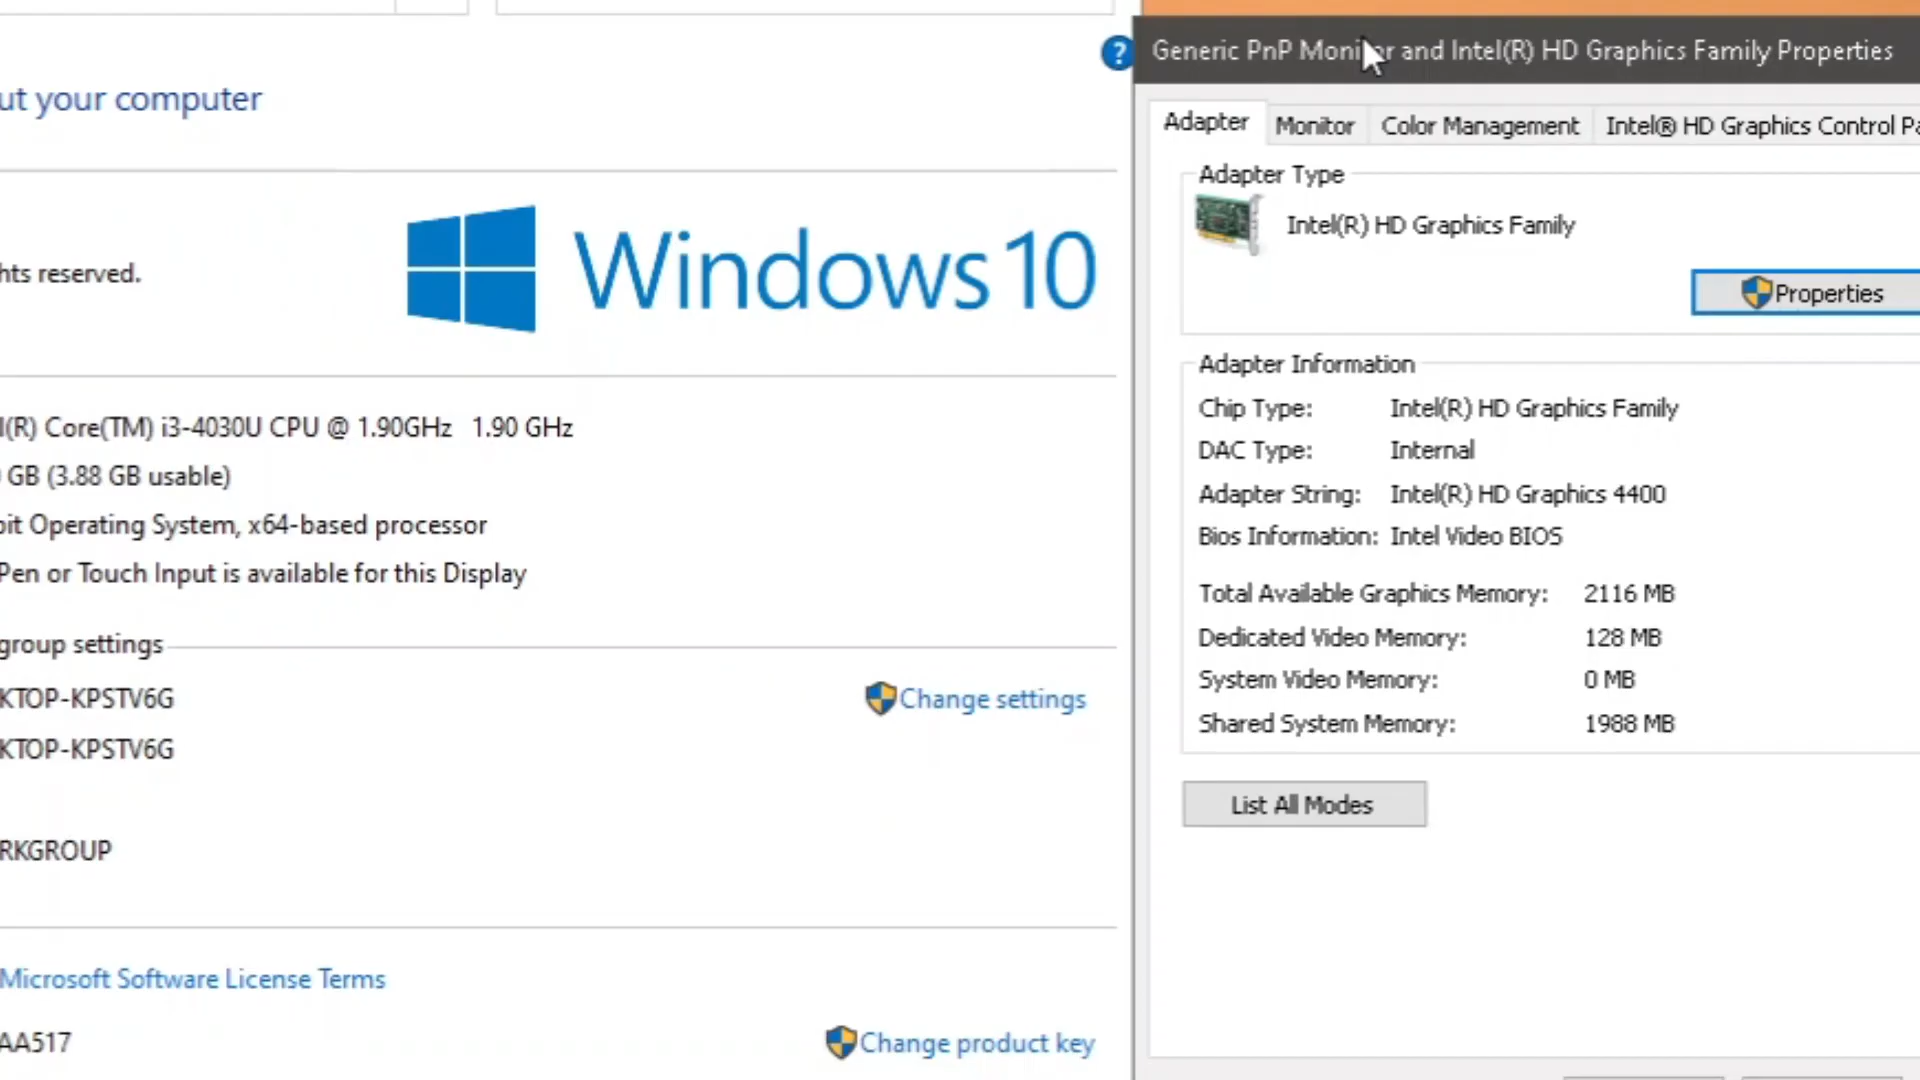 ut your computer
hts reserved.
Windows 10
l(R) Core(TM) i3-4030U CPU @ 1.90GHz 1.90 GHz
GB (3.88 GB usable)
bit Operating System, x64-based processor
Pen or Touch Input is available for this Display
group settings
KTOP-KPSTV6G
Change settings
KTOP-KPSTV6G
RKGROUP
Microsoft Software License Terms
AA517
Change product key
?
Generic PnP Monitor and Intel(R) HD Graphics Family Properties
Adapter Monitor Color Management Intel® HD Graphics Control Pa
Adapter Type
Intel(R) HD Graphics Family
Properties
Adapter Information
Chip Type: Intel(R) HD Graphics Family
DAC Type: Internal
Adapter String: Intel(R) HD Graphics 4400
Bios Information: Intel Video BIOS
Total Available Graphics Memory: 2116 MB
Dedicated Video Memory: 128 MB
System Video Memory: 0 MB
Shared System Memory: 1988 MB
List All Modes